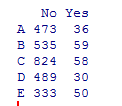 No Yes
A 473 36
B 535 59
C 824 58
D 489 30
E 333 50